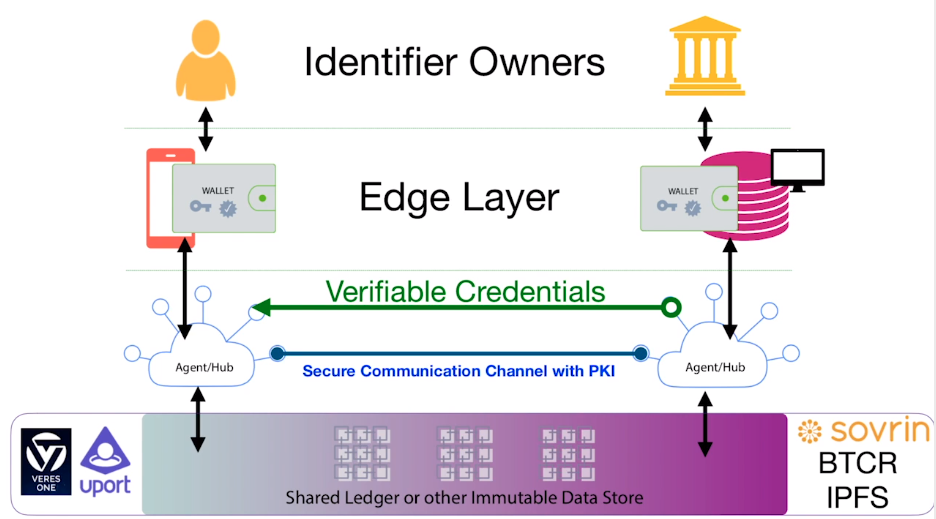 Identifier Owners
WALLET
Edge Layer
WALLET
Verifiable Credentials
Agent/Hub
Secure Communication Channel with PKI
Agent/Hub
VERES
ONE
uport
Shared Ledger or other Immutable Data Store
sovrin
BTCR
IPFS